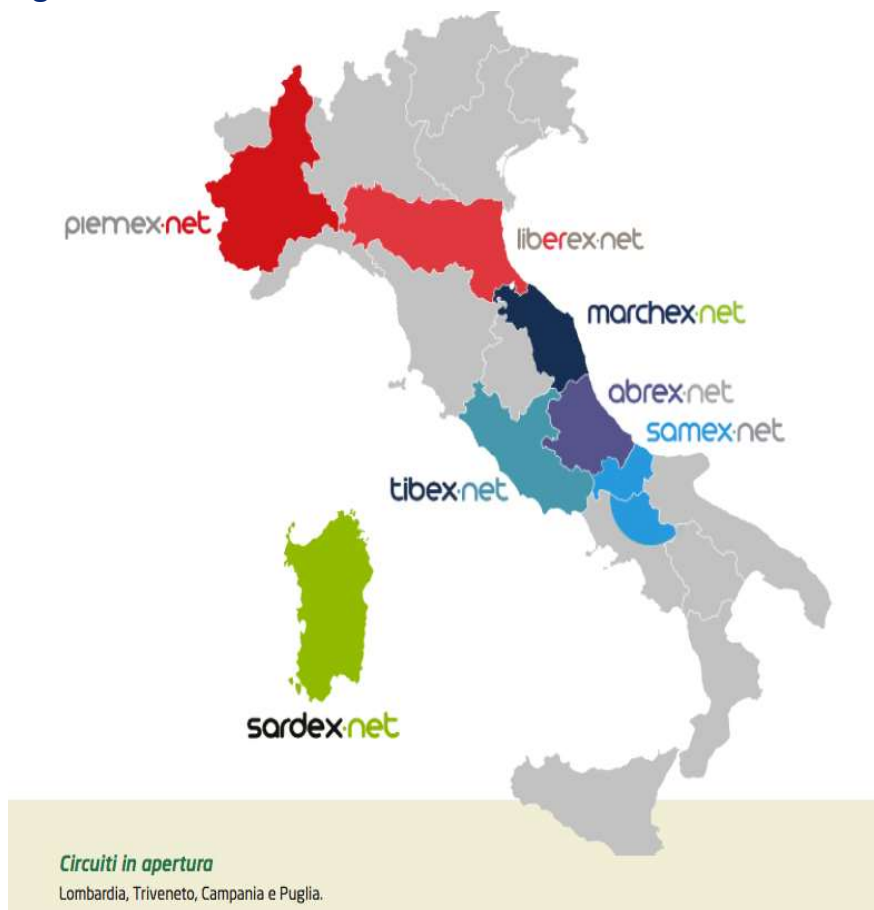 piemex·net
liberex·net
marchex·net
abrex·net
samex·net
tibex·net
sardex·net
Circuiti in apertura
Lombardia, Triveneto, Campania e Puglia.